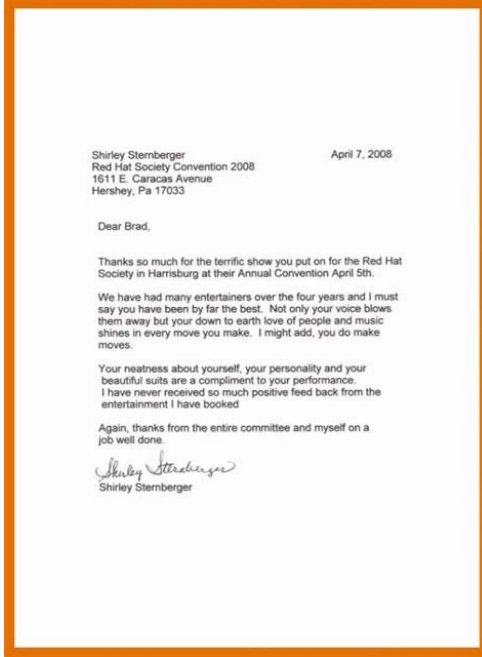 Shirley Sternberger April 7, 2008
Red Hat Society Convention 2008
1611 E. Caracas Avenue
Hershey, Pa 17033
Dear Brad,
Thanks so much for the terrific show you put on for the Red Hat
Society in Harrisburg at their Annual Convention April 5th.
We have had many entertainers over the four years and I must
say you have been by far the best. Not only your voice blows
them away but your down to earth love of people and music
shines in every move you make. I might add, you do make
moves.
Your neatness about yourself, your personality and your
beautiful suits are a compliment to your performance.
I have never received so much positive feed back from the
entertainment I have booked
Again, thanks from the entire committee and myself on a
job well done.
Shirley Sternberger
Shirley Sternberger